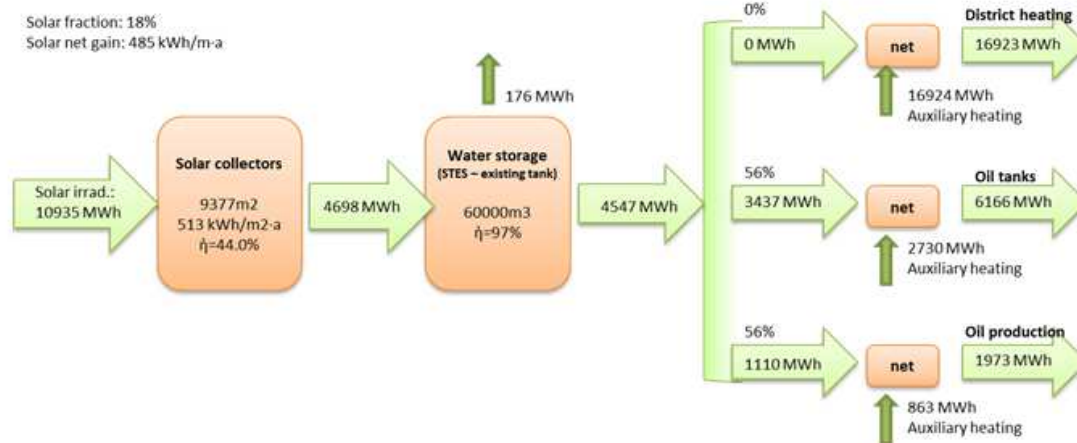 Solar fraction: 18%
Solar net gain: 485 kWh/m·a
Solar irrad.:
10935 MWh
Solar collectors
9377m2
513 kWh/m2·a
ή=44.0%
4698 MWh
176 MWh
Water storage
(STES – existing tank)
60000m3
ή=97%
4547 MWh
0%
0 MWh
net
District heating
16923 MWh
16924 MWh
Auxiliary heating
56%
3437 MWh
net
Oil tanks
6166 MWh
2730 MWh
Auxiliary heating
56%
1110 MWh
net
Oil production
1973 MWh
863 MWh
Auxiliary heating